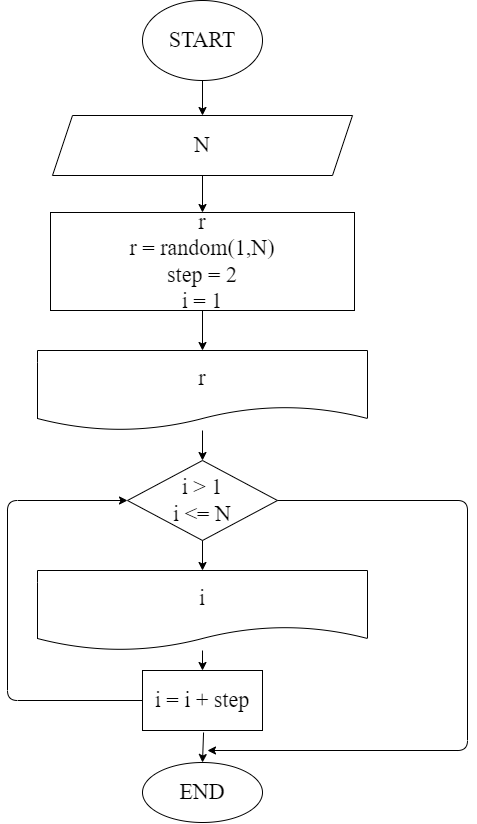 START
N
r
r = random(1,N)
step = 2
i = 1
r
i > 1
i <= N
i
i = i + step
END